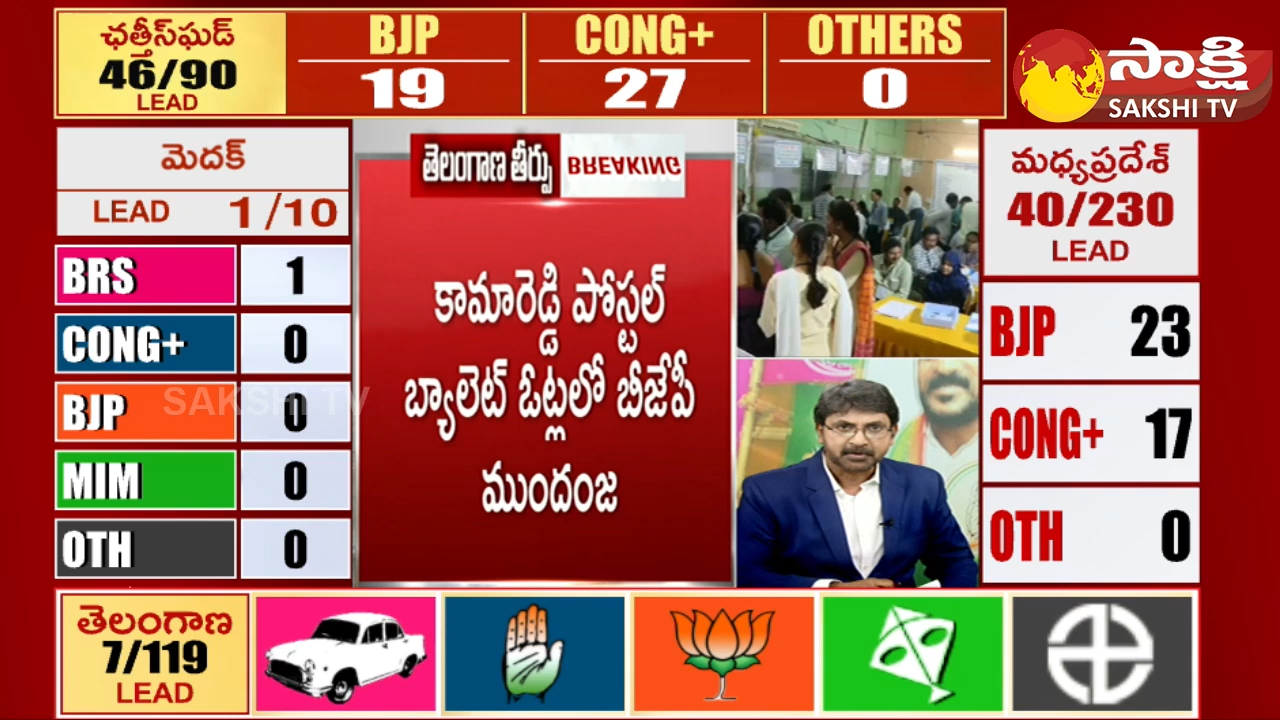 ఛత్తీస్‌ఘడ్
46/90
LEAD
BJP
19
CONG+
27
OTHERS
0
సాక్షి
SAKSHI TV
మెదక్
LEAD 1/10
BRS 1
CONG+ 0
BJP 0
MIM 0
OTH 0
SAKSHI TV
తెలంగాణ తీర్పు BREAKING
కామారెడ్డి పోస్టల్
బ్యాలెట్ ఓట్లలో బీజేపీ
ముందంజ
మధ్యప్రదేశ్
40/230
LEAD
BJP 23
CONG+ 17
OTH 0
తెలంగాణ
7/119
LEAD